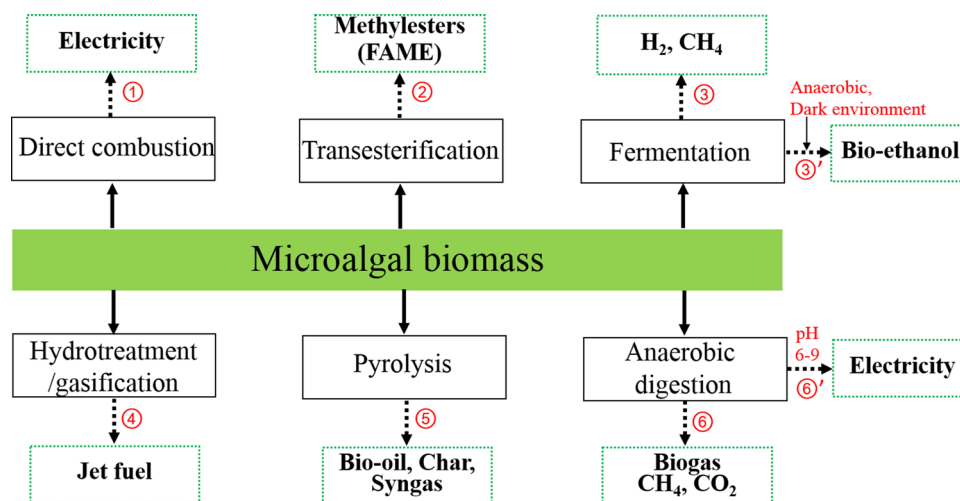 Electricity
Methylesters
(FAME)
H₂, CH₄
①
②
③
Anaerobic,
Dark environment
Direct combustion
Transesterification
Fermentation
③’
Bio-ethanol
Microalgal biomass
Hydrotreatment
/gasification
Pyrolysis
Anaerobic
digestion
pH
6-9
⑥’
Electricity
④
⑤
⑥
Jet fuel
Bio-oil, Char,
Syngas
Biogas
CH₄, CO₂